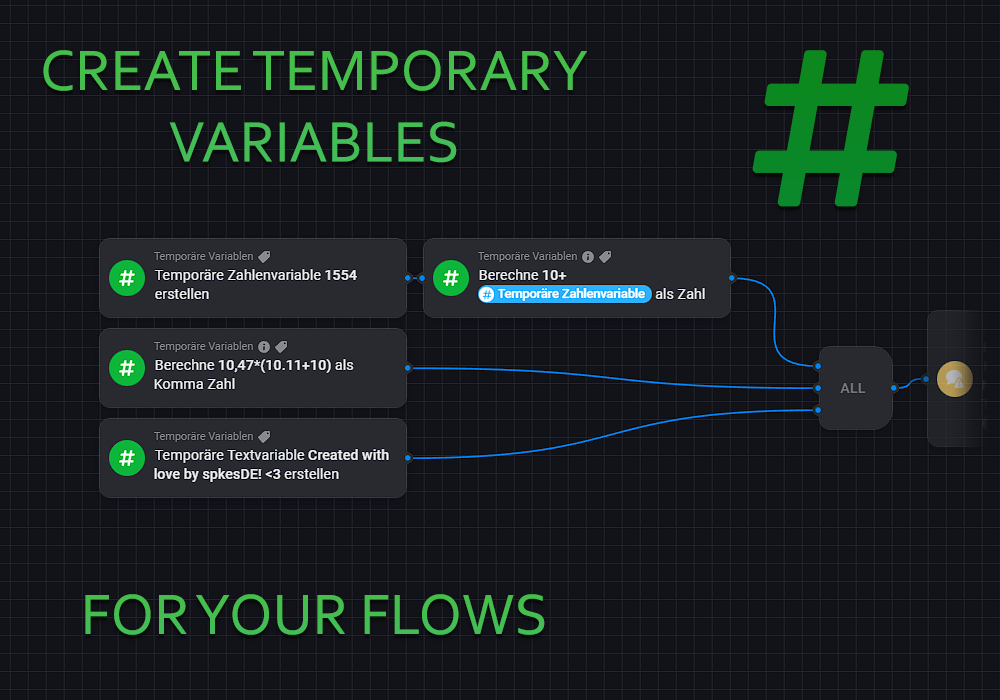 CREATE TEMPORARY
VARIABLES
#
Temporäre Variablen
# Temporäre Zahlenvariable 1554
erstellen
Temporäre Variablen
# Berechne 10+
# Temporäre Zahlenvariable als Zahl
Temporäre Variablen
# Berechne 10,47*(10.11+10) als
Komma Zahl
Temporäre Variablen
# Temporäre Textvariable Created with
love by spkesDE! <3 erstellen
ALL
FOR YOUR FLOWS